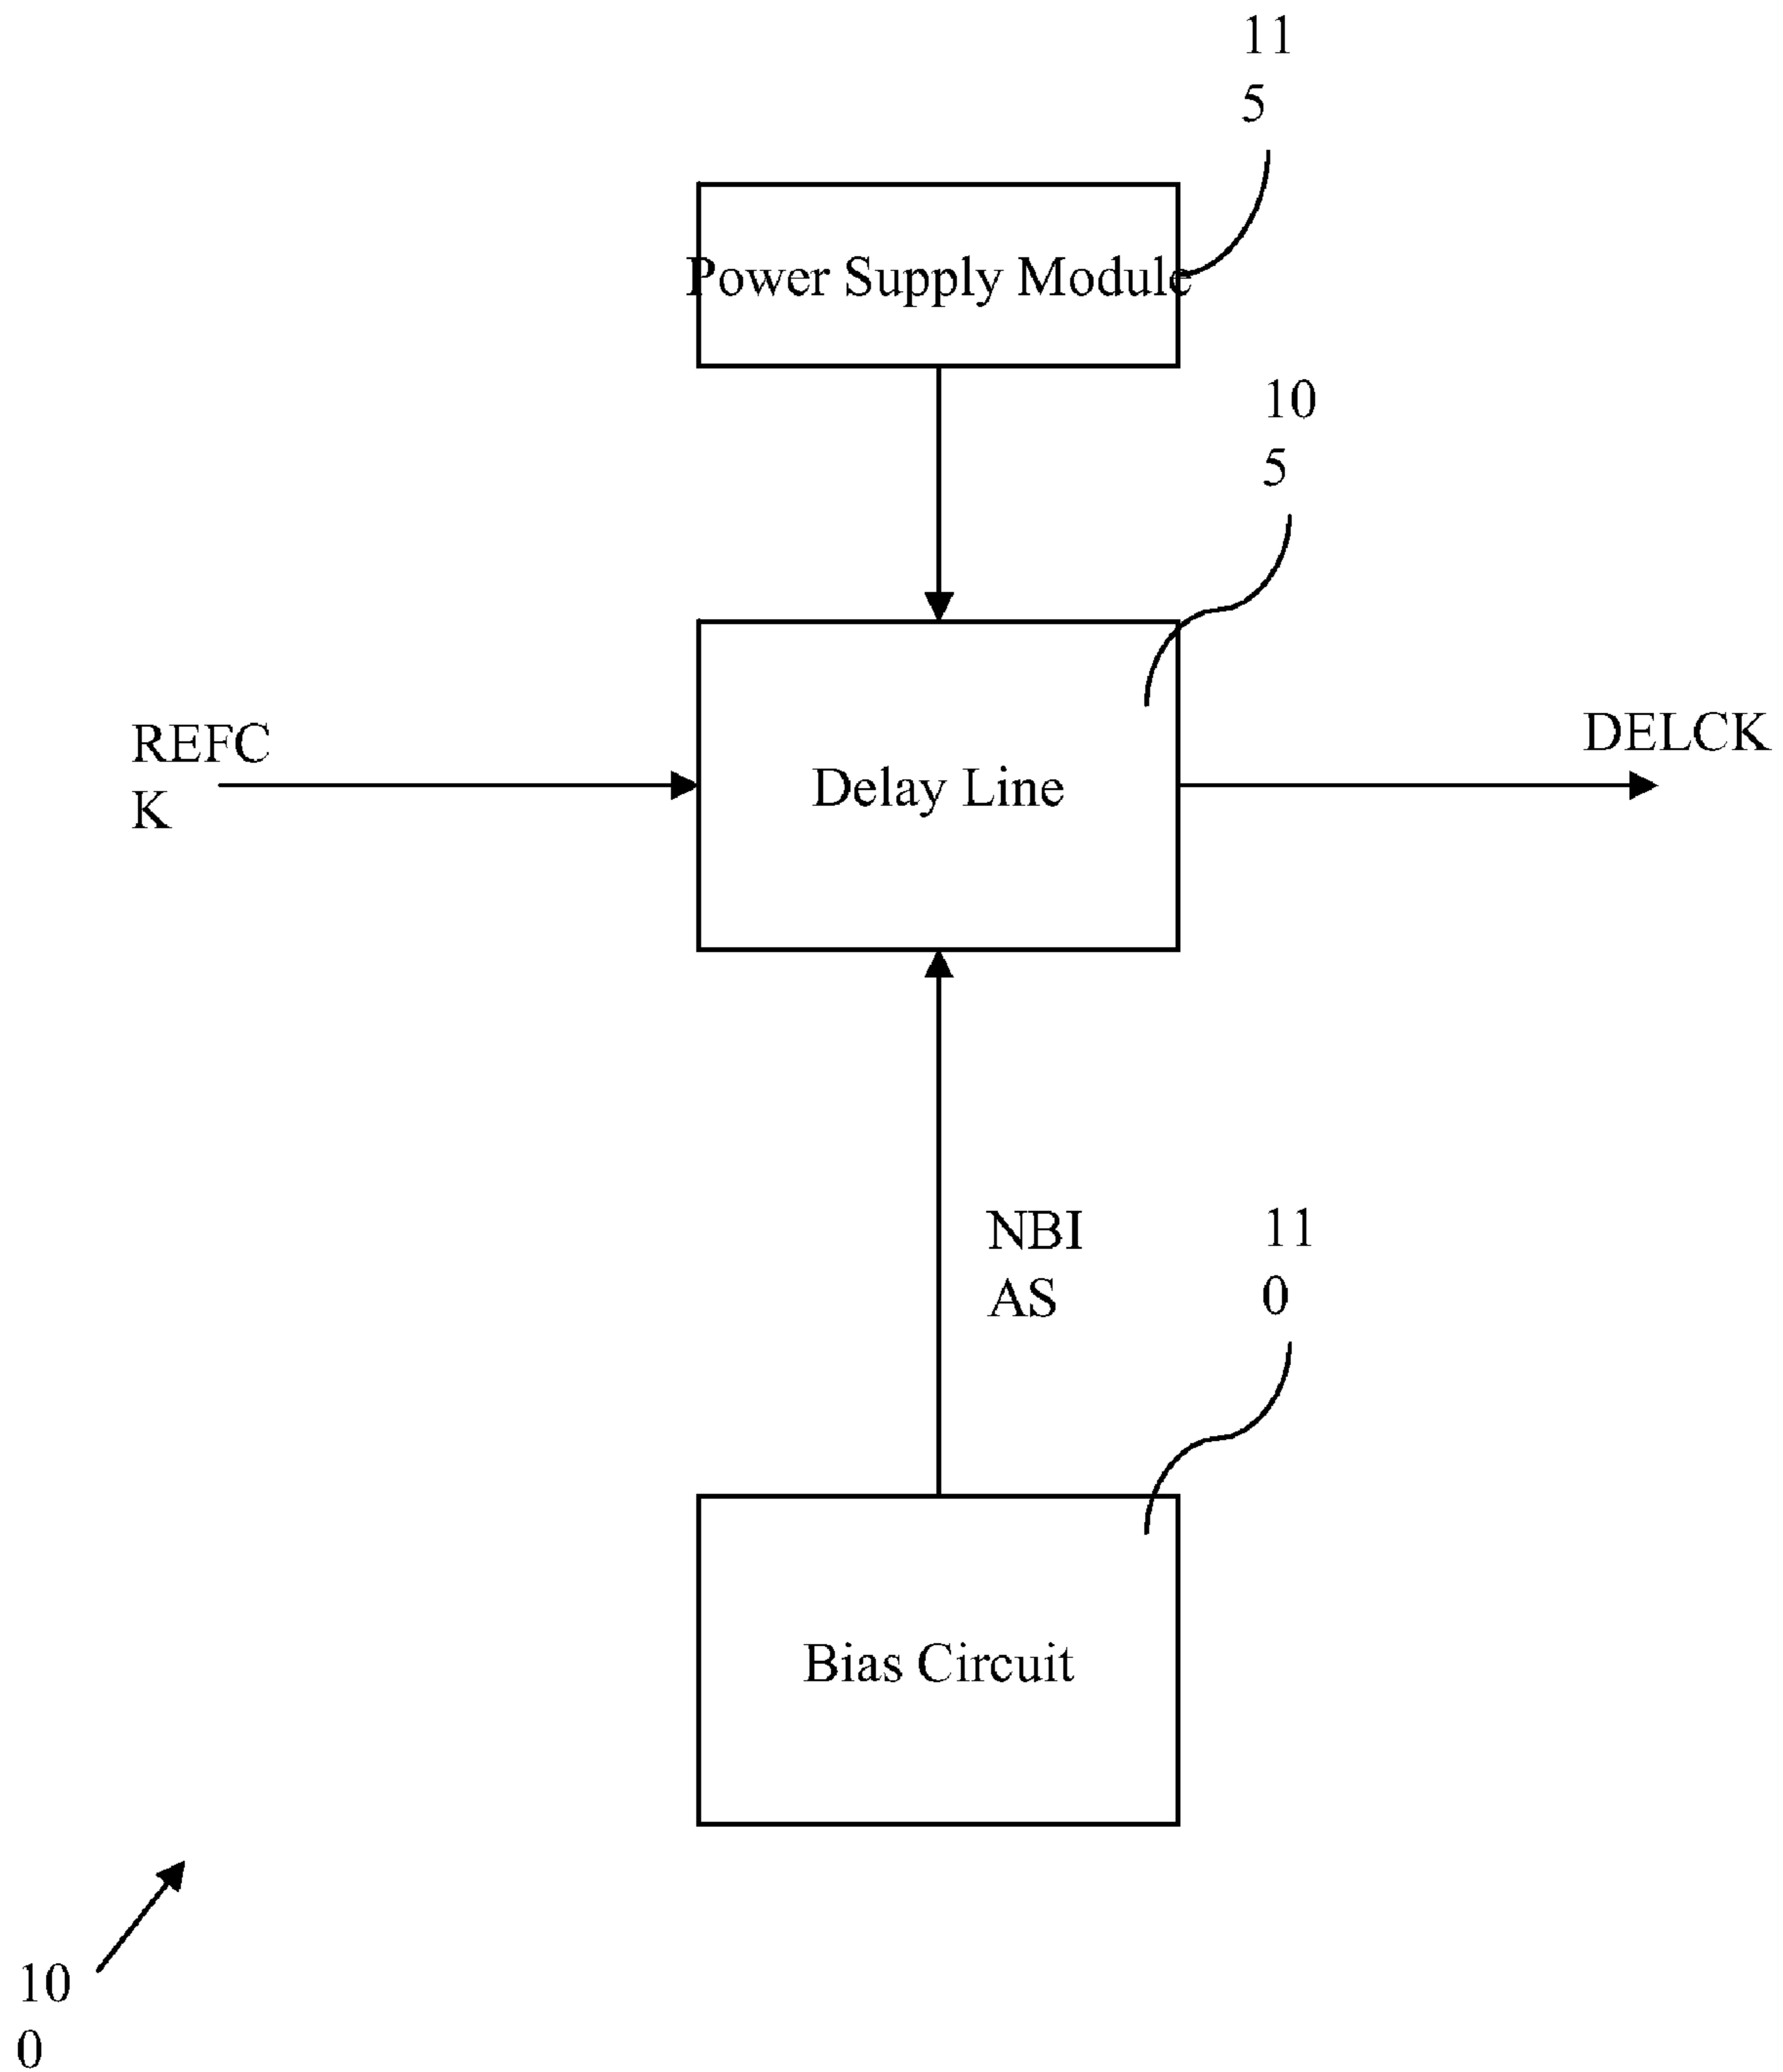 11
5
Power Supply Module
10
5
REFC
K
Delay Line
DELCK
NBI
AS
11
0
Bias Circuit
10
0